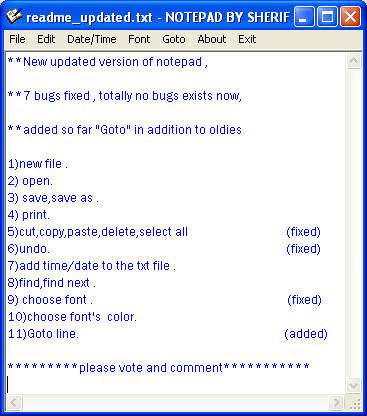 readme_updated.txt - NOTEPAD BY SHERIF
File Edit Date/Time Font Goto About Exit
**New updated version of notepad ,
**7 bugs fixed , totally no bugs exists now,
**added so far "Goto" in addition to oldies
1)new file .
2) open.
3) save,save as .
4) print.
5)cut,copy,paste,delete,select all (fixed)
6)undo. (fixed)
7)add time/date to the txt file .
8)find,find next .
9) choose font . (fixed)
10)choose font's color.
11)Goto line. (added)
*********please vote and comment***********